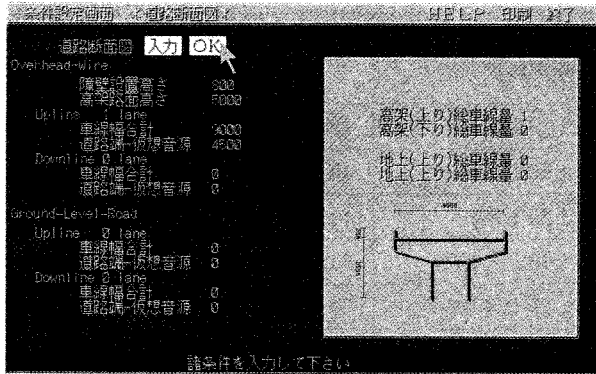 条件設定画面 <道路断面図> HELP 印刷 終了
道路断面図 入力 OK
Overhead-Wire
障壁設置高さ 800
高架路面高さ 5000
Upline 1 lane
車線幅合計 9000
道路端-仮想音源 4500
Downline 0 lane
車線幅合計 0
道路端-仮想音源 0
Ground-Level-Road
Upline 0 lane
車線幅合計 0
道路端-仮想音源 0
Downline 0 lane
車線幅合計 0
道路端-仮想音源 0
高架(上り)総車線量 1
高架(下り)総車線量 0
地上(上り)総車線量 0
地上(上り)総車線量 0
9000
諸条件を入力して下さい